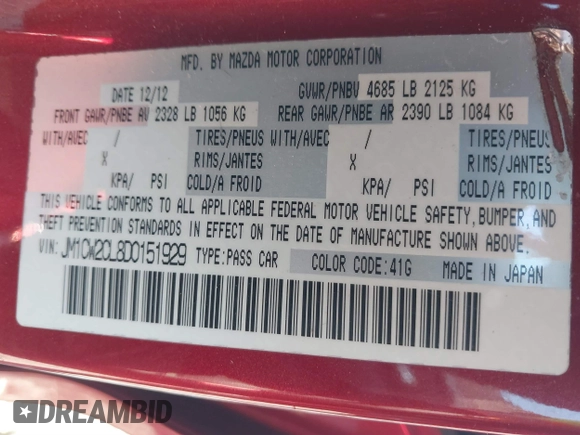 MFD. BY MAZDA MOTOR CORPORATION
DATE 12/12 GVWR/PNBV 4685 LB 2125 KG
FRONT GAWR/PNBE AV 2328 LB 1056 KG REAR GAWR/PNBE AR 2390 LB 1084 KG
WITH/AVEC / TIRES/PNEUS WITH/AVEC / TIRES/PNEUS
X RIMS/JANTES X RIMS/JANTES
KPA/ PSI COLD/A FROID KPA/ PSI COLD/A FROID
THIS VEHICLE CONFORMS TO ALL APPLICABLE FEDERAL MOTOR VEHICLE SAFETY, BUMPER, AND
THEFT PREVENTION STANDARDS IN EFFECT ON THE DATE OF MANUFACTURE SHOWN ABOVE.
VIN: JM1CW2CL8D0151929 TYPE:PASS CAR COLOR CODE:41G MADE IN JAPAN
DREAMBID